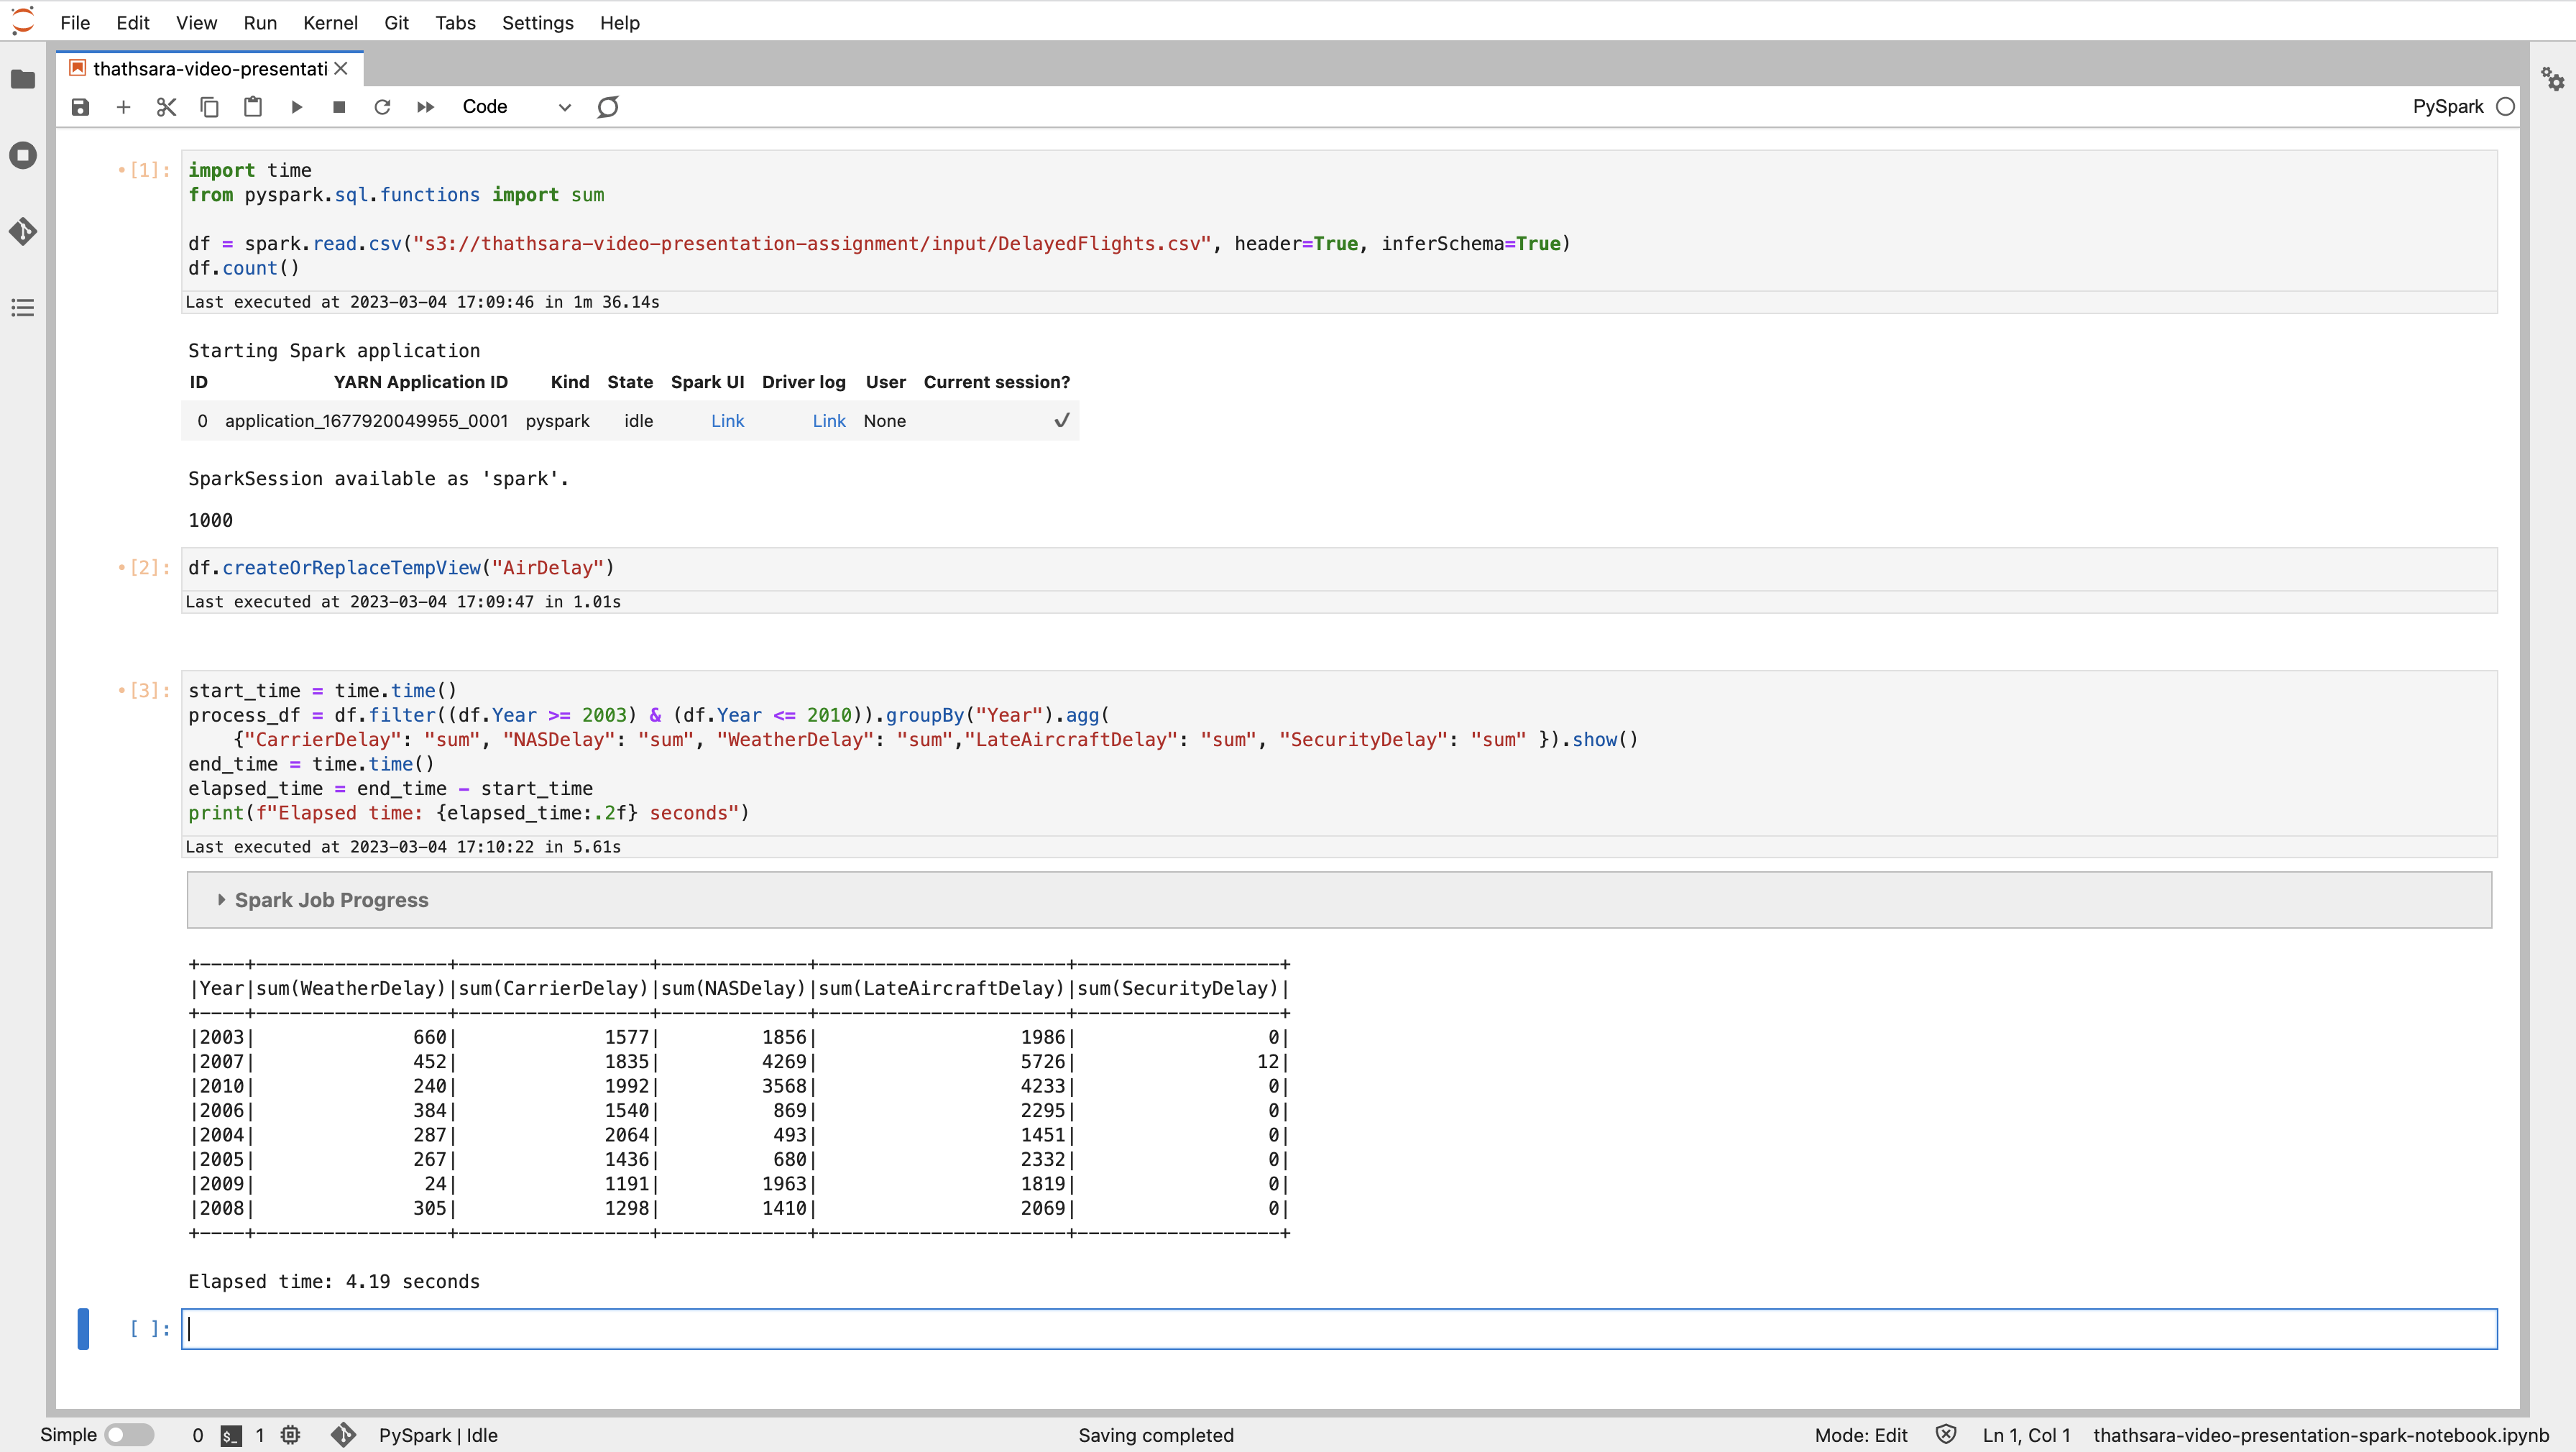 File Edit View Run Kernel Git Tabs Settings Help
thathsara-video-presentati
Code
PySpark
[1]:
import time
from pyspark.sql.functions import sum
df = spark.read.csv("s3://thathsara-video-presentation-assignment/input/DelayedFlights.csv", header=True, inferSchema=True)
df.count()
Last executed at 2023-03-04 17:09:46 in 1m 36.14s
Starting Spark application
ID YARN Application ID Kind State Spark UI Driver log User Current session?
0 application_1677920049955_0001 pyspark idle Link Link None ✓
SparkSession available as 'spark'.
1000
[2]:
df.createOrReplaceTempView("AirDelay")
Last executed at 2023-03-04 17:09:47 in 1.01s
[3]:
start_time = time.time()
process_df = df.filter((df.Year >= 2003) & (df.Year <= 2010)).groupBy("Year").agg(
    {"CarrierDelay": "sum", "NASDelay": "sum", "WeatherDelay": "sum","LateAircraftDelay": "sum", "SecurityDelay": "sum" }).show()
end_time = time.time()
elapsed_time = end_time - start_time
print(f"Elapsed time: {elapsed_time:.2f} seconds")
Last executed at 2023-03-04 17:10:22 in 5.61s
Spark Job Progress
+----+-----------------+-----------------+-------------+----------------------+------------------+
|Year|sum(WeatherDelay)|sum(CarrierDelay)|sum(NASDelay)|sum(LateAircraftDelay)|sum(SecurityDelay)|
+----+-----------------+-----------------+-------------+----------------------+------------------+
|2003|              660|             1577|         1856|                  1986|                 0|
|2007|              452|             1835|         4269|                  5726|                12|
|2010|              240|             1992|         3568|                  4233|                 0|
|2006|              384|             1540|          869|                  2295|                 0|
|2004|              287|             2064|          493|                  1451|                 0|
|2005|              267|             1436|          680|                  2332|                 0|
|2009|               24|             1191|         1963|                  1819|                 0|
|2008|              305|             1298|         1410|                  2069|                 0|
+----+-----------------+-----------------+-------------+----------------------+------------------+
Elapsed time: 4.19 seconds
[ ]:
Simple 0 $_ 1 PySpark | Idle Saving completed Mode: Edit Ln 1, Col 1 thathsara-video-presentation-spark-notebook.ipynb